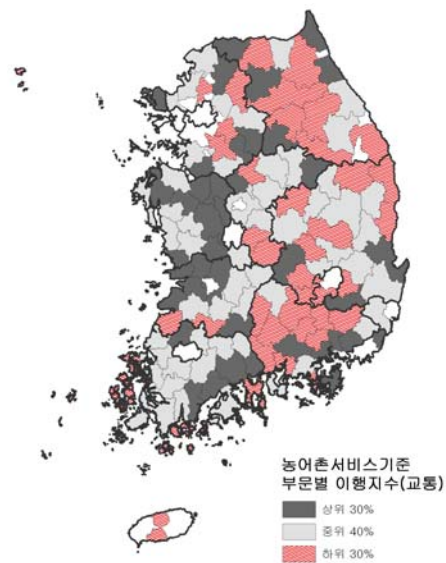 농어촌서비스기준
부문별 이행지수(교통)
상위 30%
중위 40%
하위 30%